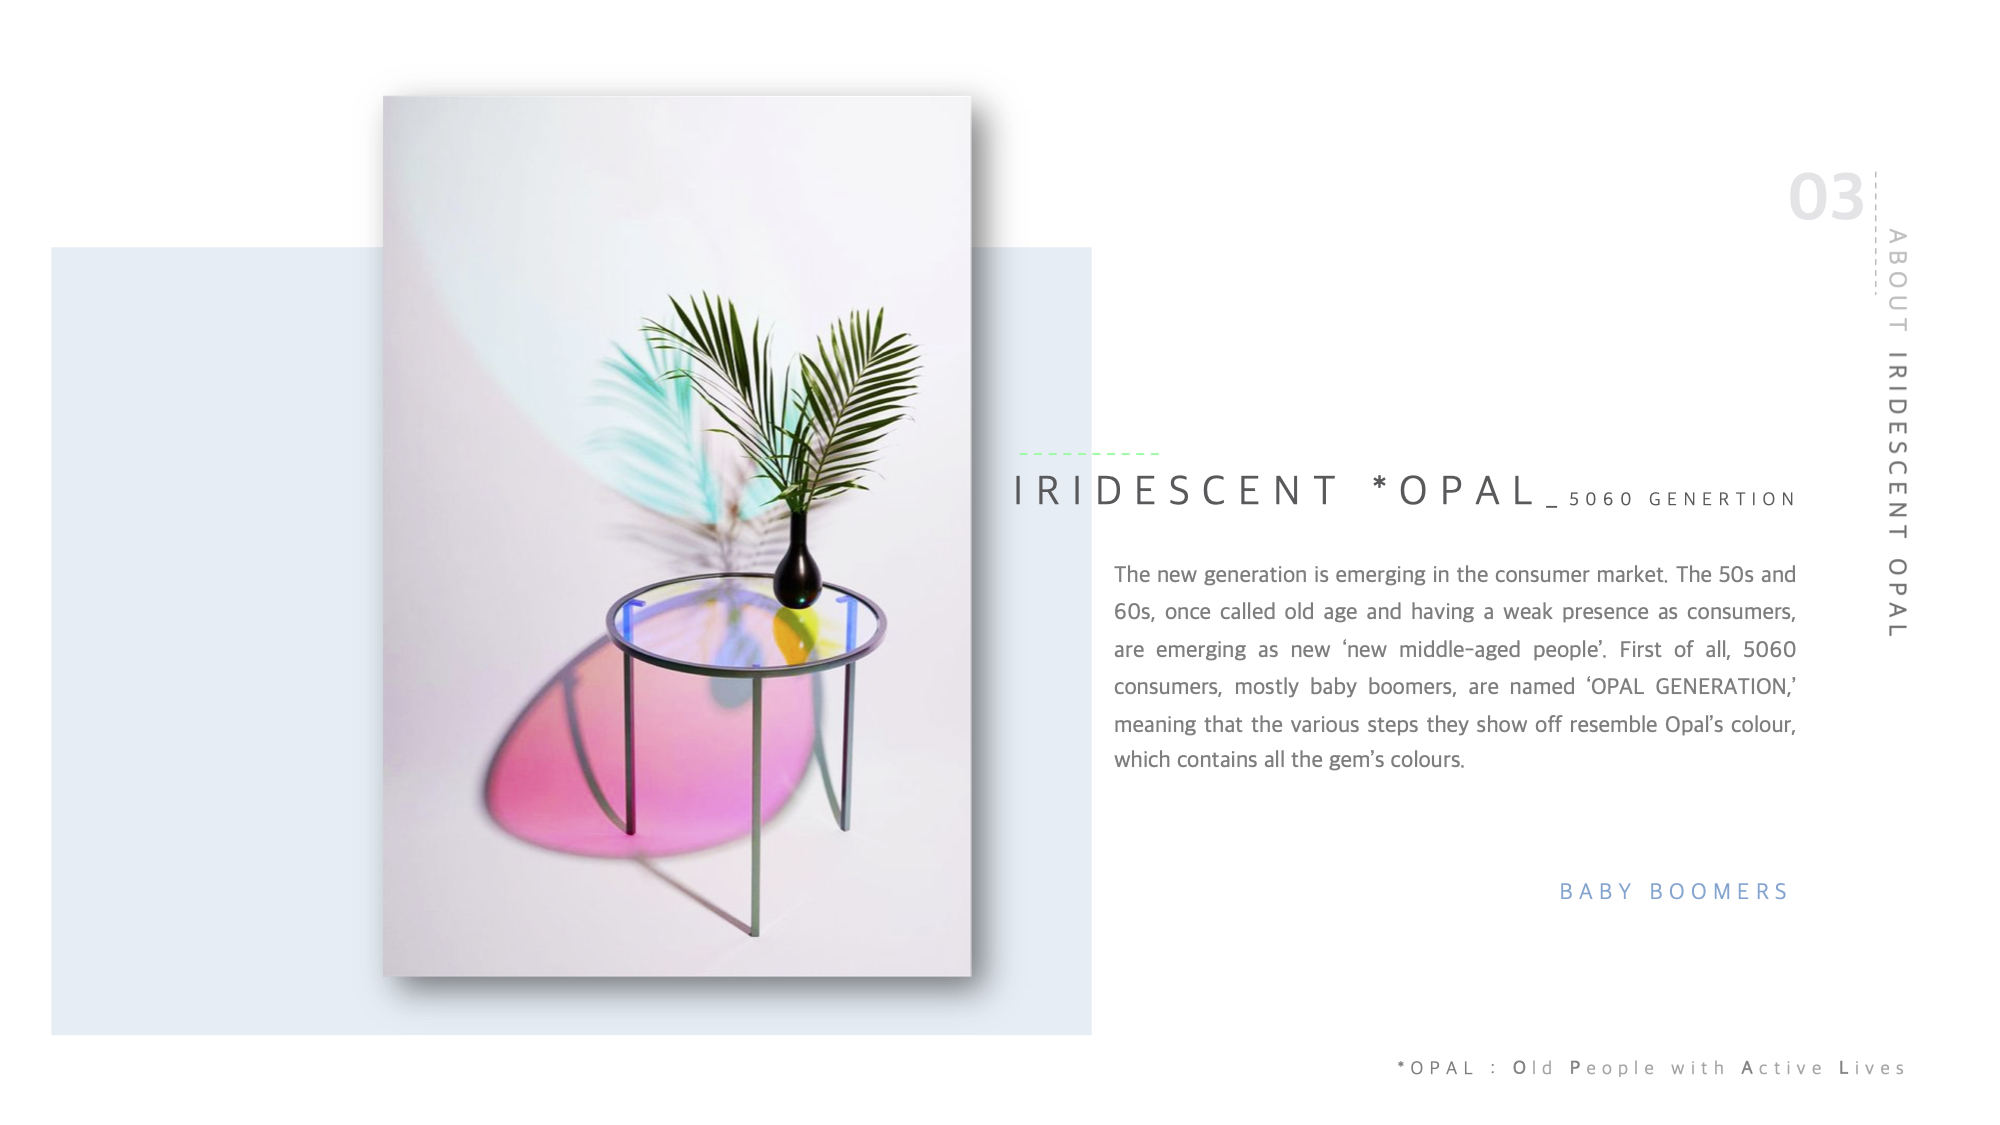 03
ABOUT IRIDESCENT OPAL
IRIDESCENT *OPAL_ 5060 GENERTION
The new generation is emerging in the consumer market. The 50s and
60s, once called old age and having a weak presence as consumers,
are emerging as new ‘new middle-aged people’. First of all, 5060
consumers, mostly baby boomers, are named ‘OPAL GENERATION,’
meaning that the various steps they show off resemble Opal’s colour,
which contains all the gem’s colours.
BABY BOOMERS
*OPAL : Old People with Active Lives